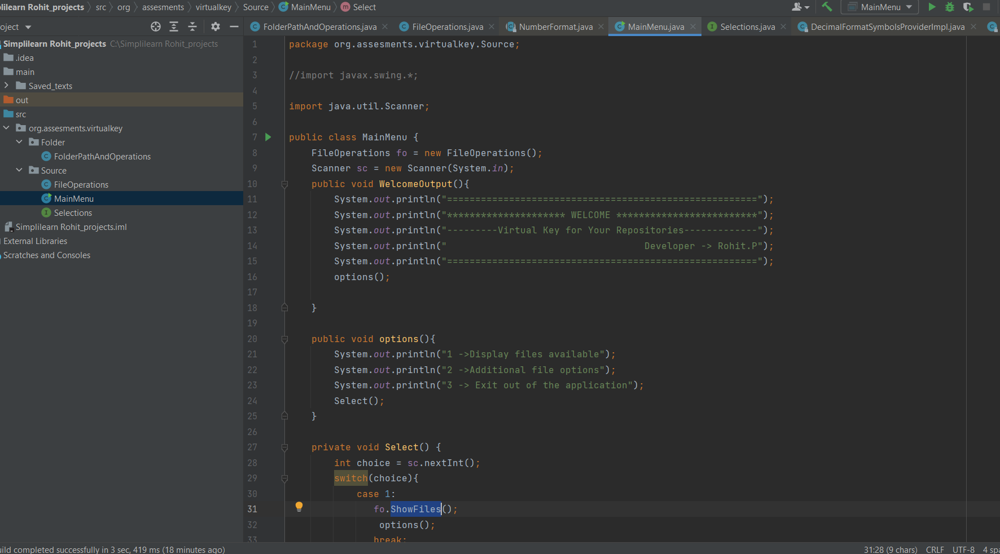 plilearn Rohit_projects src org assesments virtualkey Source MainMenu Select MainMenu
oject FolderPathAndOperations.java FileOperations.java NumberFormat.java MainMenu.java Selections.java DecimalFormatSymbolsProviderImpl.java
Simplilearn Rohit_projects C:\Simplilearn Rohit_projects
.idea
main
Saved_texts
out
src
org.assesments.virtualkey
Folder
FolderPathAndOperations
Source
FileOperations
MainMenu
Selections
Simplilearn Rohit_projects.iml
External Libraries
Scratches and Consoles
1 package org.assesments.virtualkey.Source;
2
3 //import javax.swing.*;
4
5 import java.util.Scanner;
6
7 public class MainMenu {
8 FileOperations fo = new FileOperations();
9 Scanner sc = new Scanner(System.in);
10 public void WelcomeOutput(){
11 System.out.println("=======================================================");
12 System.out.println("********************* WELCOME *************************");
13 System.out.println("---------Virtual Key for Your Repositories-------------");
14 System.out.println("                                   Developer -> Rohit.P");
15 System.out.println("=======================================================");
16 options();
17
18 }
19
20 public void options(){
21 System.out.println("1 ->Display files available");
22 System.out.println("2 ->Additional file options");
23 System.out.println("3 -> Exit out of the application");
24 Select();
25 }
26
27 private void Select() {
28 int choice = sc.nextInt();
29 switch(choice){
30 case 1:
31 fo.ShowFiles();
32 options();
33 break;
uild completed successfully in 3 sec, 419 ms (18 minutes ago) 31:28 (9 chars) CRLF UTF-8 4 spa